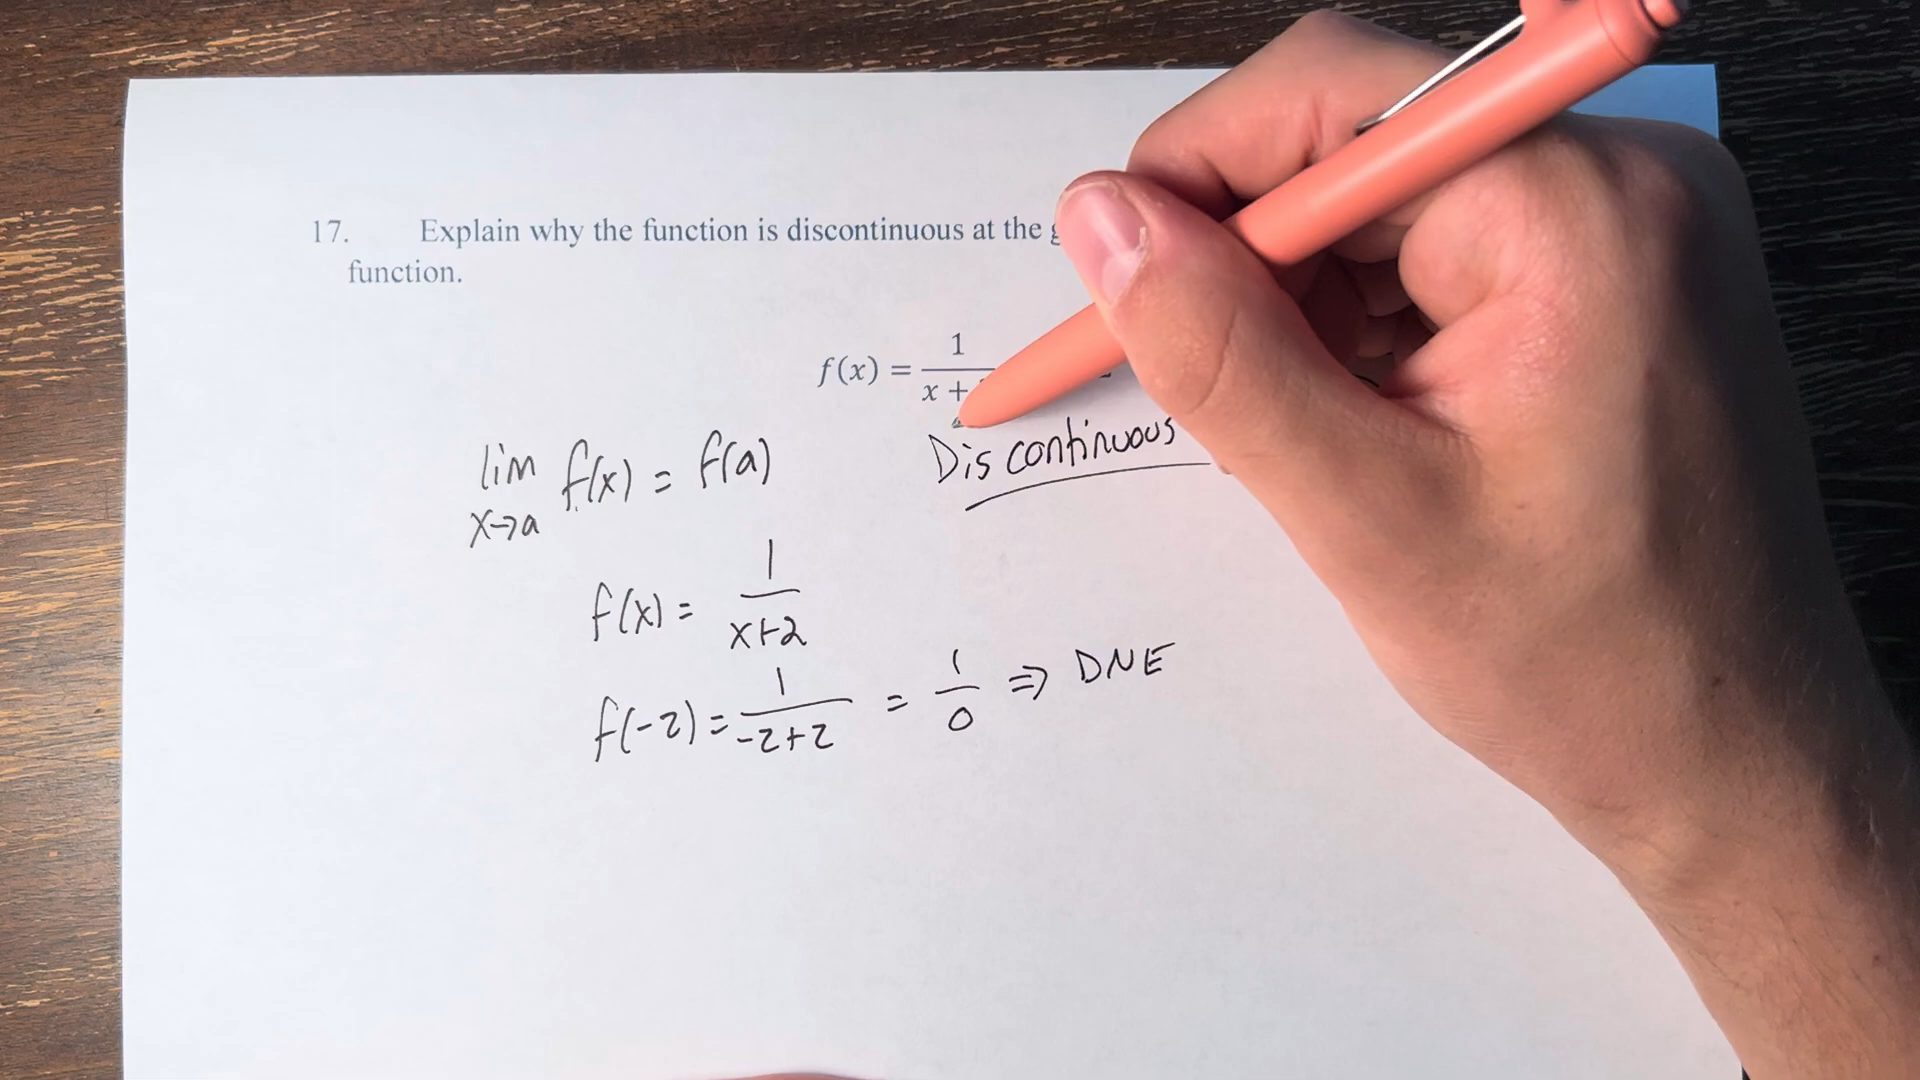 17. Explain why the function is discontinuous at the
function.
f(x) = 1/(x +
lim x→a f(x) = f(a)
Discontinuous
f(x) = 1/(x+2)
f(-2) = 1/(-2+2) = 1/0 ⇒ DNE